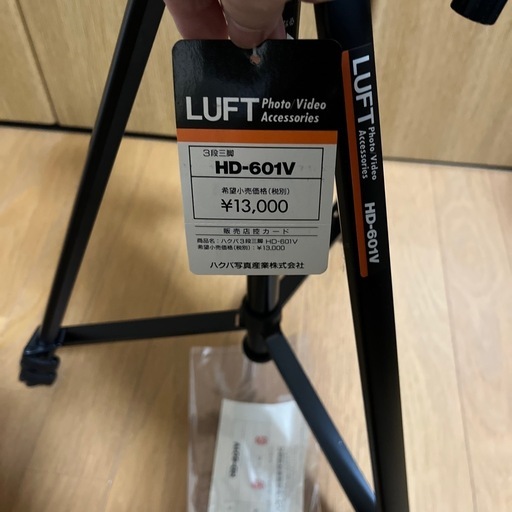 LUFT Photo/Video
Accessories
3段三脚
HD-601V
希望小売価格(税別)
¥13,000
販売店控カード
商品名:ハクバ3段三脚 HD-601V
希望小売価格(税別):¥13,000
ハクバ写真産業株式会社
LUFT Photo/Video
Accessories
HD-601V